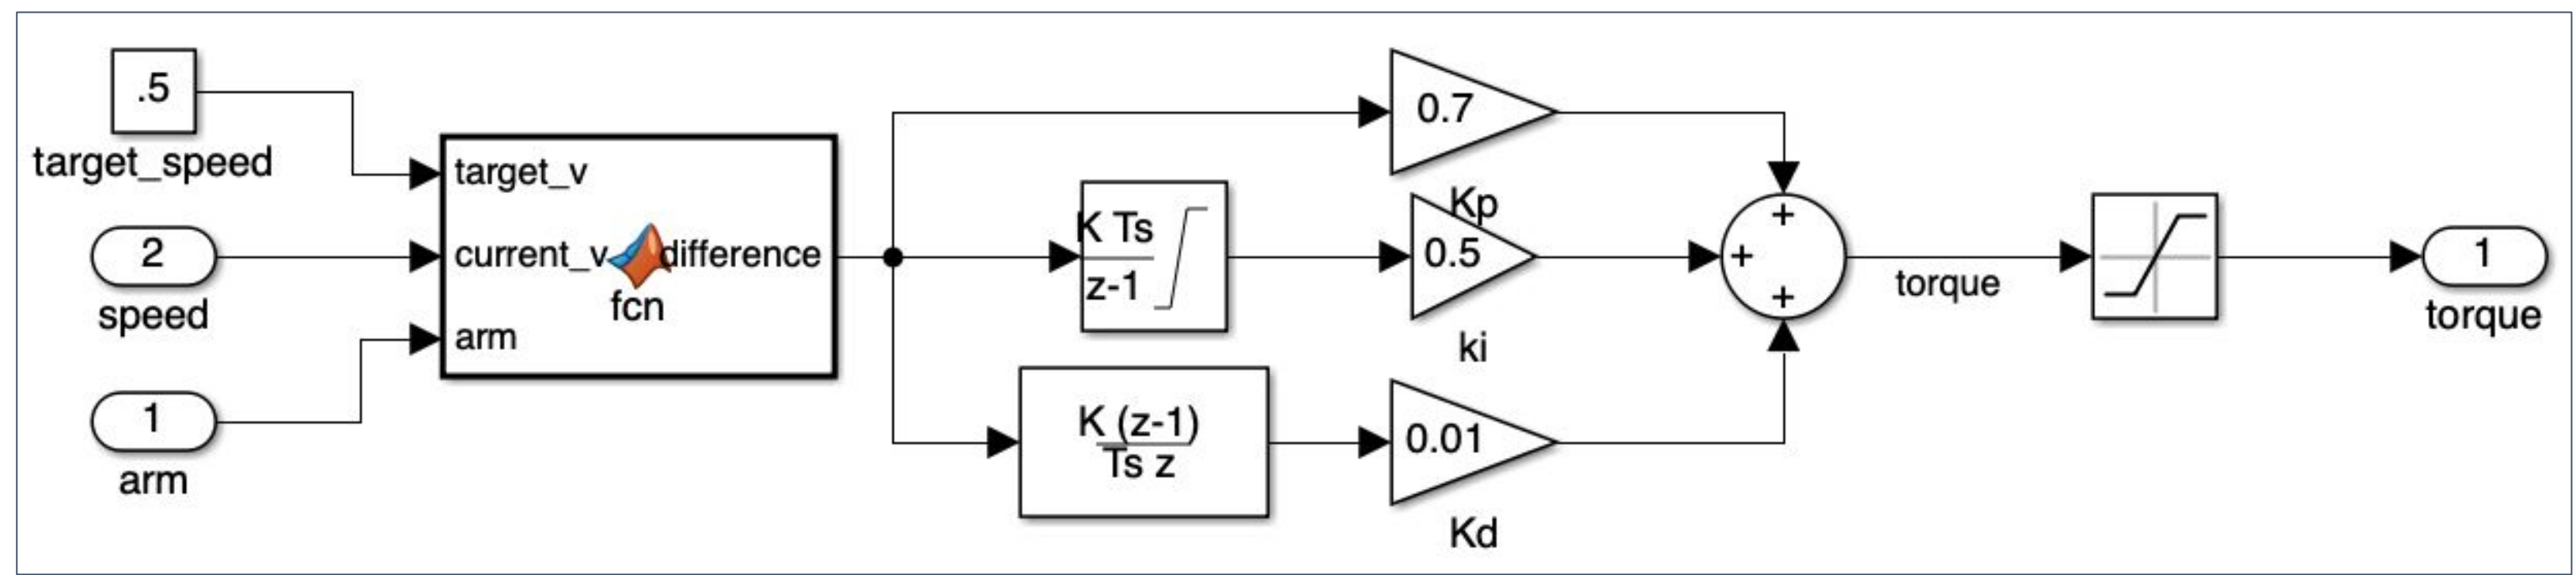 .5
target_speed
2
speed
1
arm
target_v
current_v
difference
fcn
arm
0.7
Kp
K Ts
z-1
0.5
ki
K (z-1)
Ts z
0.01
Kd
+
+
+
torque
1
torque